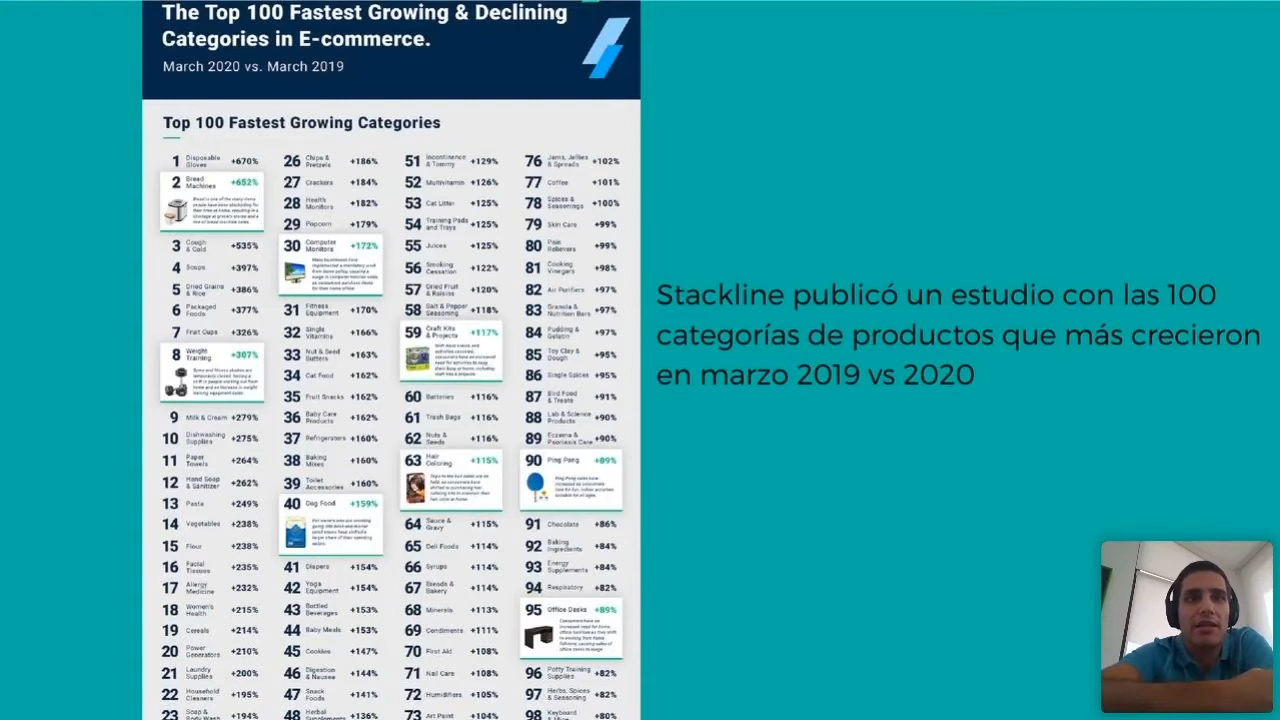 The Top 100 Fastest Growing & Declining
Categories in E-commerce.
March 2020 vs. March 2019
Top 100 Fastest Growing Categories
1 Disposable Gloves +670%
2 Bread Machines +652%
3 Cough & Cold +535%
4 Soups +397%
5 Dried Grains & Rice +386%
6 Packaged Foods +377%
7 Fruit Cups +326%
8 Weight Training +307%
9 Milk & Cream +279%
10 Dishwashing Supplies +275%
11 Paper Towels +264%
12 Hand Soap & Sanitizer +262%
13 Pasta +249%
14 Vegetables +238%
15 Flour +238%
16 Facial Tissues +235%
17 Allergy Medicine +232%
18 Women's Health +215%
19 Cereals +214%
20 Power Generators +210%
21 Laundry Supplies +200%
22 Household Cleaners +195%
23 Soap & Body Wash +194%
26 Chips & Pretzels +186%
27 Crackers +184%
28 Health Monitors +182%
29 Popcorn +179%
30 Computer Monitors +172%
31 Fitness Equipment +170%
32 Single Vitamins +166%
33 Nut & Seed Butters +163%
34 Cat Food +162%
35 Fruit Snacks +162%
36 Baby Care Products +162%
37 Refrigerators +160%
38 Baking Mixes +160%
39 Toilet Accessories +160%
40 Dog Food +159%
41 Diapers +154%
42 Yoga Equipment +154%
43 Bottled Beverages +153%
44 Baby Meals +153%
45 Cookies +147%
46 Digestion & Nausea +144%
47 Snack Foods +141%
48 Herbal Supplements +136%
51 Incontinence & Tummy +129%
52 Multivitamin +126%
53 Cat Litter +125%
54 Training Pads and Trays +125%
55 Juices +125%
56 Smoking Cessation +122%
57 Dried Fruit & Raisins +120%
58 Salt & Pepper Seasoning +118%
59 Craft Kits & Projects +117%
60 Batteries +116%
61 Trash Bags +116%
62 Nuts & Seeds +116%
63 Hair Coloring +115%
64 Sauce & Gravy +115%
65 Deli Foods +114%
66 Syrups +114%
67 Breads & Bakery +114%
68 Minerals +113%
69 Condiments +111%
70 First Aid +108%
71 Nail Care +108%
72 Humidifiers +105%
73 Art Paint +104%
76 Jams, Jellies & Spreads +102%
77 Coffee +101%
78 Spices & Seasonings +100%
79 Skin Care +99%
80 Pain Relievers +99%
81 Cooking Vinegars +98%
82 Air Purifiers +97%
83 Granola & Nutrition Bars +97%
84 Pudding & Gelatin +97%
85 Toy Clay & Dough +95%
86 Single Spices +95%
87 Bird Food & Treats +91%
88 Lab & Science Products +90%
89 Eczema & Psoriasis Care +90%
90 Ping Pong +89%
91 Chocolate +86%
92 Baking Ingredients +84%
93 Energy Supplements +84%
94 Respiratory +82%
95 Office Desks +89%
96 Potty Training Supplies +82%
97 Herbs, Spices & Seasoning +82%
98 Keyboard +80%
Stackline publicó un estudio con las 100
categorías de productos que más crecieron
en marzo 2019 vs 2020